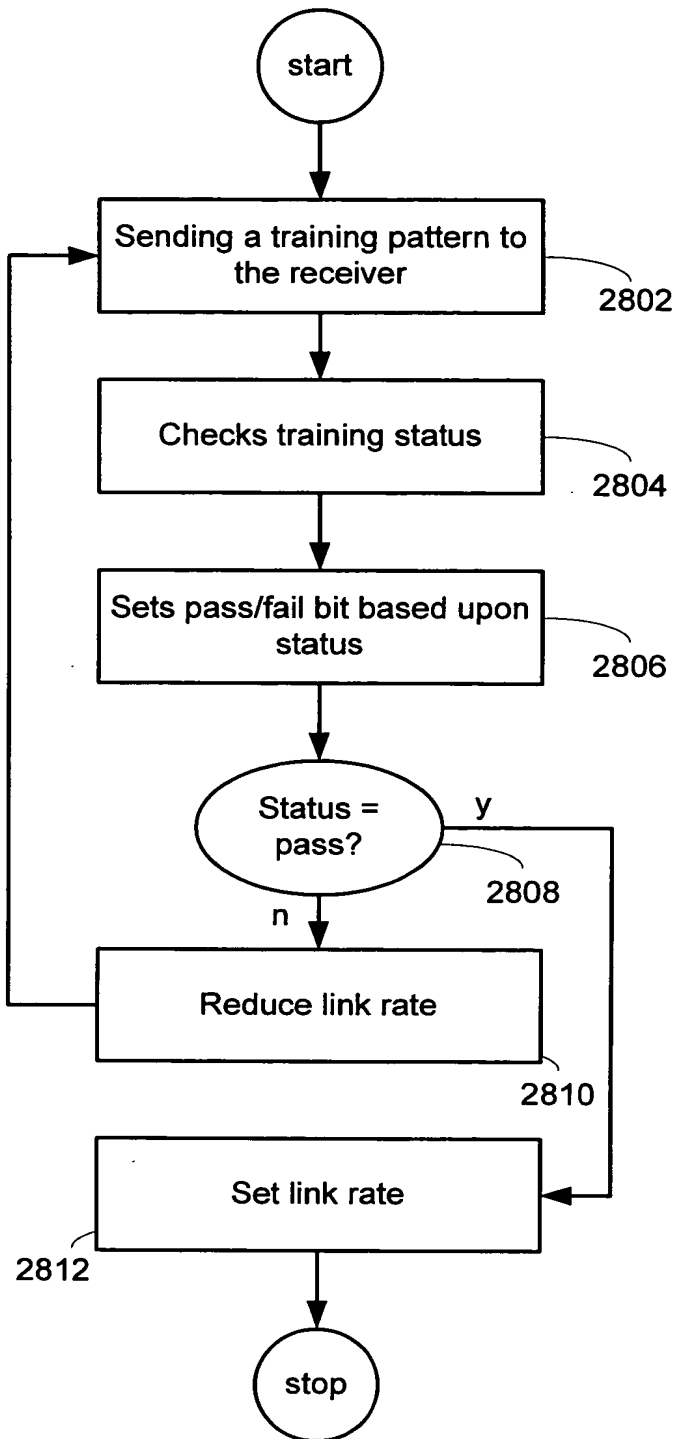 start
Sending a training pattern to
the receiver
2802
Checks training status
2804
Sets pass/fail bit based upon
status
2806
Status =
pass?
y
2808
n
Reduce link rate
2810
Set link rate
2812
stop